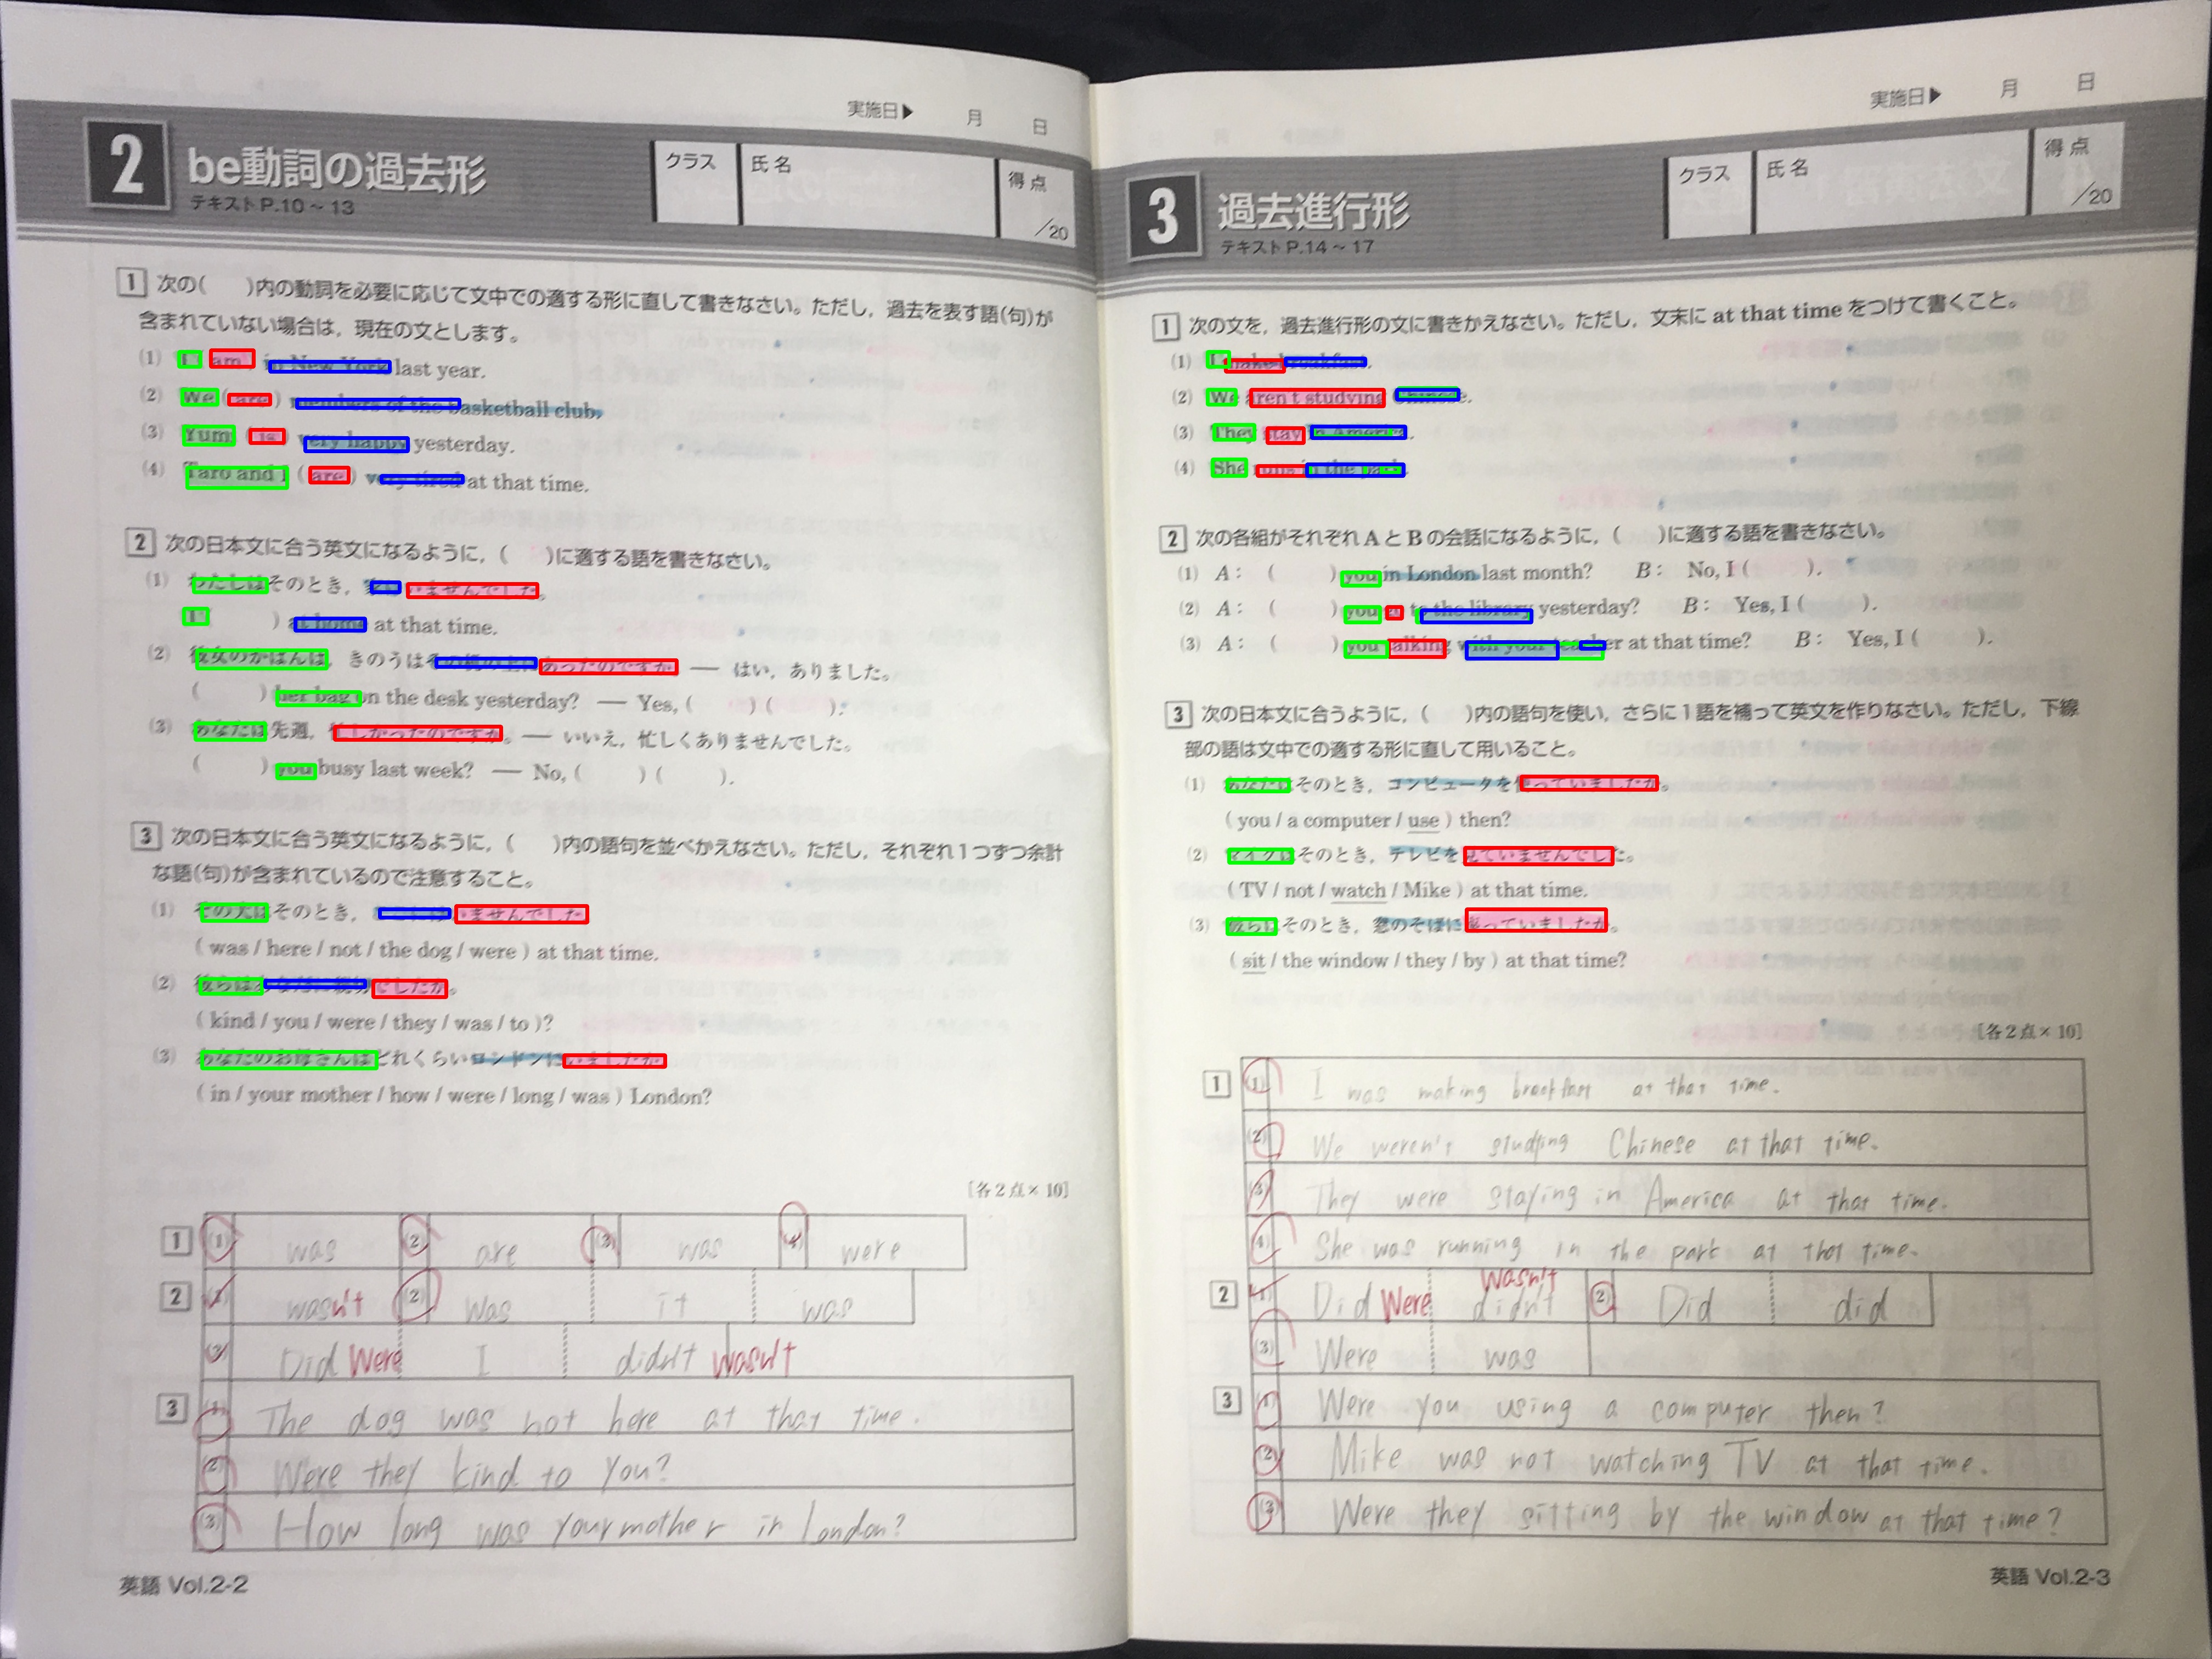 実施日▶ 月 日
2 be動詞の過去形
テキストP.10～13
クラス 氏名 得点 /20
1 次の( )内の動詞を必要に応じて文中での適する形に直して書きなさい。ただし，過去を表す語(句)が
含まれていない場合は，現在の文とします。
(1) I (am) in New York last year.
(2) We (are) members of the basketball club.
(3) Yumi (is) very happy yesterday.
(4) Taro and I (are) very tired at that time.
2 次の日本文に合う英文になるように，( )に適する語を書きなさい。
(1) わたしはそのとき， いませんでした。
I ) at home at that time.
(2) 彼女のかばんは，きのうは あったのですか。 — はい，ありました。
( ) her bag on the desk yesterday? — Yes, ( ) ( ).
(3) あなたは先週，忙しかったのですか。— いいえ，忙しくありませんでした。
( ) you busy last week? — No, ( ) ( ).
3 次の日本文に合う英文になるように，( )内の語句を並べかえなさい。ただし，それぞれ1つずつ余計
な語(句)が含まれているので注意すること。
(1) その犬はそのとき， いませんでした
( was / here / not / the dog / were ) at that time.
(2) 彼らはあなたに親切でしたか。
( kind / you / were / they / was / to )?
(3) あなたのお母さんはどれくらいロンドンにいましたか
( in / your mother / how / were / long / was ) London?
[各2点×10]
1 (1) was (2) are (3) was (4) were
2 (1) wasn't (2) Was it was
(3) Did Were I didn't wasn't
3 (1) The dog was not here at that time.
(2) Were they kind to you?
(3) How long was your mother in London?
英語 Vol.2-2
実施日▶ 月 日
3 過去進行形
テキストP.14～17
クラス 氏名 得点 /20
1 次の文を，過去進行形の文に書きかえなさい。ただし，文末に at that time をつけて書くこと。
(1) I make breakfast.
(2) We aren't studying Chinese.
(3) They stay in America.
(4) She runs in the park.
2 次の各組がそれぞれAとBの会話になるように，( )に適する語を書きなさい。
(1) A : ( ) you in London last month? B : No, I ( ).
(2) A : ( ) you to the library yesterday? B : Yes, I ( ).
(3) A : ( ) you talking with your teacher at that time? B : Yes, I ( ).
3 次の日本文に合うように，( )内の語句を使い，さらに1語を補って英文を作りなさい。ただし，下線
部の語は文中での適する形に直して用いること。
(1) あなたはそのとき，コンピュータを使っていましたか。
( you / a computer / use ) then?
(2) マイクはそのとき，テレビを見ていませんでした。
( TV / not / watch / Mike ) at that time.
(3) 彼らはそのとき，窓のそばに座っていましたか。
( sit / the window / they / by ) at that time?
[各2点×10]
1 (1) I was making breakfast at that time.
(2) We weren't studying Chinese at that time.
(3) They were staying in America at that time.
(4) She was running in the park at that time.
2 (1) Did Were didn't wasn't (2) Did did
(3) Were was
3 (1) Were you using a computer then?
(2) Mike was not watching TV at that time.
(3) Were they sitting by the window at that time?
英語 Vol.2-3